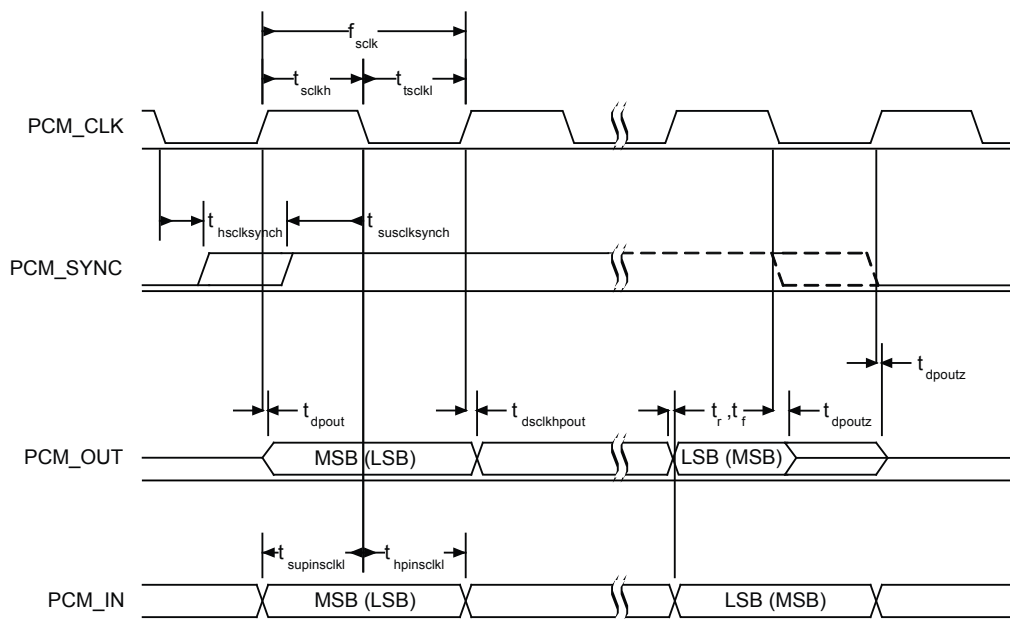 f sclk
t sclkh
t tsclkl
PCM_CLK
t hsclksynch
t susclksynch
PCM_SYNC
t dpoutz
t dpout
t dsclkhpout
t r ,t f
t dpoutz
PCM_OUT
MSB (LSB)
LSB (MSB)
t supinsclkl
t hpinsclkl
PCM_IN
MSB (LSB)
LSB (MSB)